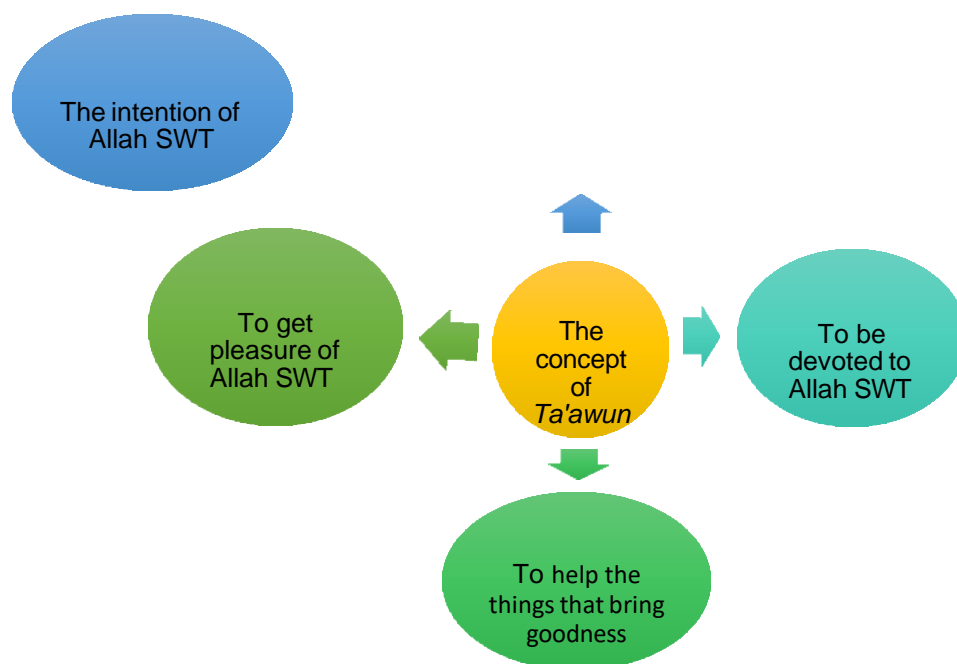 The intention of
Allah SWT
To get
pleasure of
Allah SWT
The
concept
of
Ta'awun
To be
devoted to
Allah SWT
To help the
things that bring
goodness